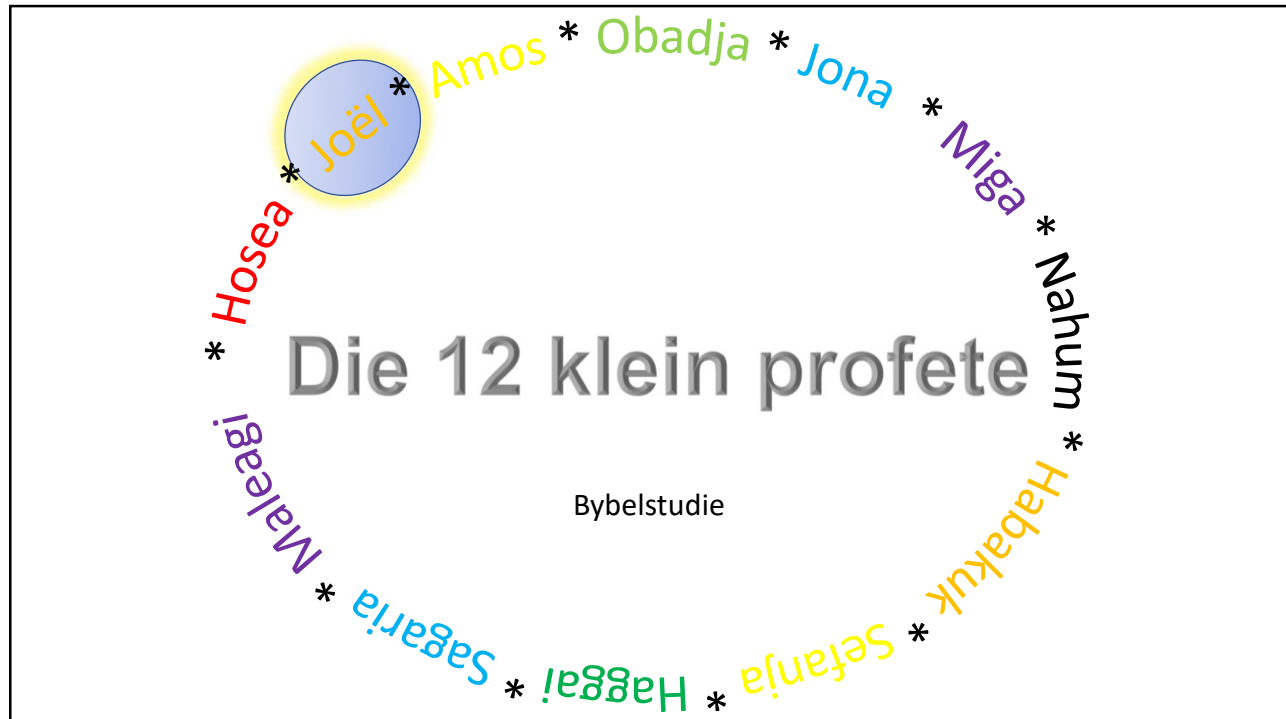 * Hosea * Joël * Amos * Obadja * Jona * Miga * Nahum * Habakuk * Sefanja * Haggai * Sagaria * Maleagi
Die 12 klein profete
Bybelstudie